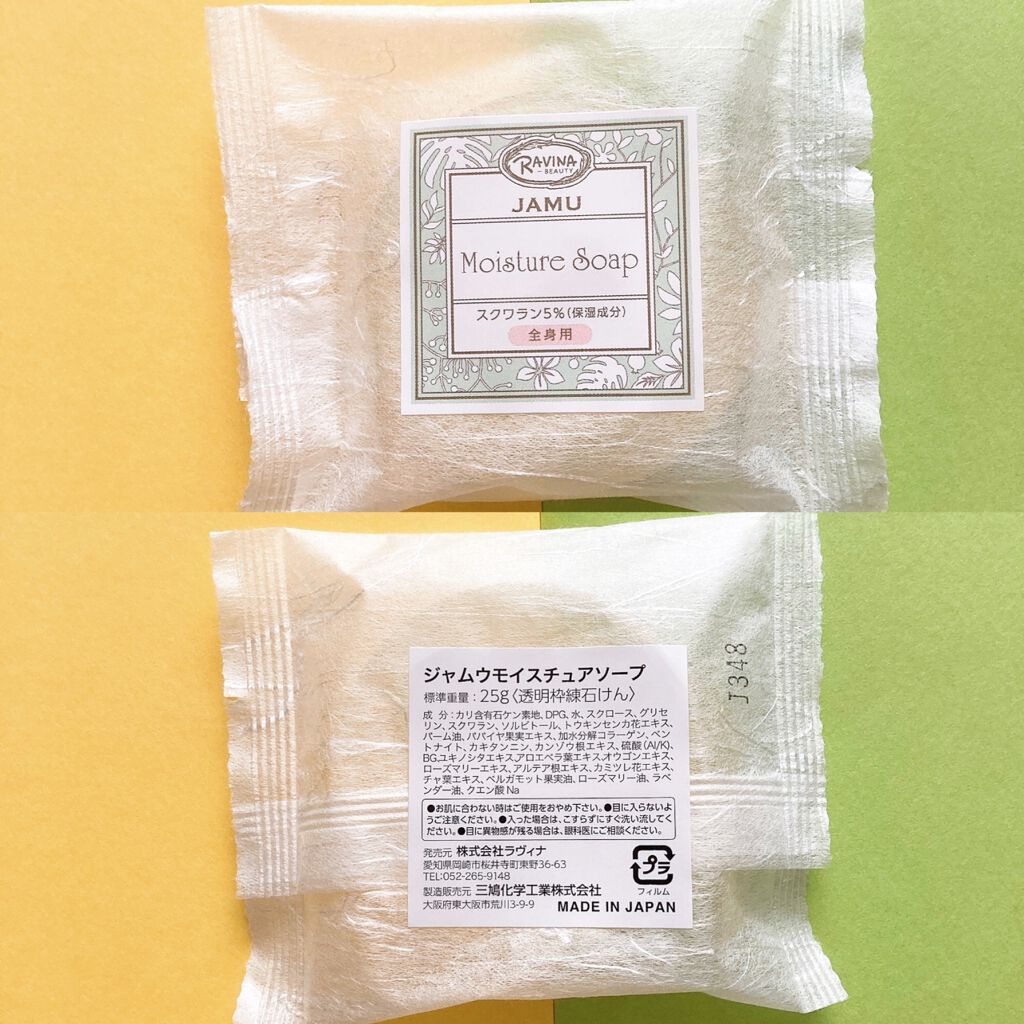 RAVINA
BEAUTY
JAMU
Moisture Soap
スクワラン5%(保湿成分)
全身用
J348
ジャムウモイスチュアソープ
標準重量:25g〈透明枠練石けん〉
成 分:カリ含有石ケン素地、DPG、水、スクロース、グリセ
リン、スクワラン、ソルビトール、トウキンセンカ花エキス、
パーム油、パパイヤ果実エキス、加水分解コラーゲン、ベン
トナイト、カキタンニン、カンゾウ根エキス、硫酸(Al/K)、
BG、ユキノシタエキス、アロエベラ葉エキス、オウゴンエキス、
ローズマリーエキス、アルテア根エキス、カミツレ花エキス、
チャ葉エキス、ベルガモット果実油、ローズマリー油、ラベ
ンダー油、クエン酸Na
●お肌に合わない時はご使用をおやめ下さい。●目に入らないよ
うご注意ください。●入った場合は、こすらずにすぐ洗い流してく
ださい。●目に異物感が残る場合は、眼科医にご相談ください。
発売元 株式会社ラヴィナ
愛知県岡崎市桜井寺町東野36-63
TEL:052-265-9148
製造販売元 三鳩化学工業株式会社
大阪府東大阪市荒川3-9-9
プラ
フィルム
MADE IN JAPAN